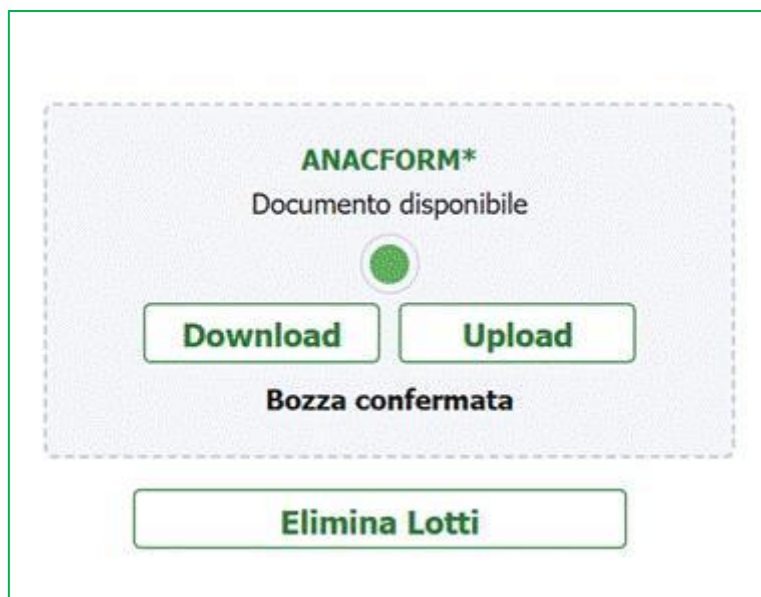 ANACFORM*
Documento disponibile
Download Upload
Bozza confermata
Elimina Lotti